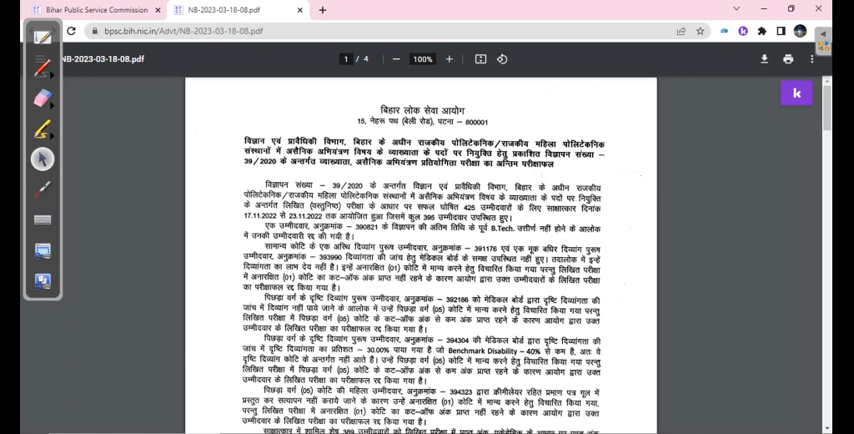 Bihar Public Service Commission
NB-2023-03-18-08.pdf
bpsc.bih.nic.in/Advt/NB-2023-03-18-08.pdf
NB-2023-03-18-08.pdf
1 / 4
100%
k
बिहार लोक सेवा आयोग
15, नेहरू पथ (बेली रोड), पटना – 800001
विज्ञान एवं प्रावैधिकी विभाग, बिहार के अधीन राजकीय पोलिटेकनिक/राजकीय महिला पोलिटेकनिक
संस्थानों में असैनिक अभियंत्रण विषय के व्याख्याता के पदों पर नियुक्ति हेतु प्रकाशित विज्ञापन संख्या –
39/2020 के अन्तर्गत व्याख्याता, असैनिक अभियंत्रण प्रतियोगिता परीक्षा का अन्तिम परीक्षाफल
विज्ञापन संख्या – 39/2020 के अन्तर्गत विज्ञान एवं प्रावैधिकी विभाग, बिहार के अधीन राजकीय
पोलिटेकनिक/राजकीय महिला पोलिटेकनिक संस्थानों में असैनिक अभियंत्रण विषय के व्याख्याता के पदों पर नियुक्ति
के अन्तर्गत लिखित (वस्तुनिष्ठ) परीक्षा के आधार पर सफल घोषित 425 उम्मीदवारों के लिए साक्षात्कार दिनांक
17.11.2022 से 23.11.2022 तक आयोजित हुआ जिसमें कुल 395 उम्मीदवार उपस्थित हुए।
एक उम्मीदवार, अनुक्रमांक – 390821 के विज्ञापन की अंतिम तिथि के पूर्व B.Tech. उत्तीर्ण नहीं होने के आलोक
में उनकी उम्मीदवारी रद्द की गयी है।
सामान्य कोटि के एक अस्थि दिव्यांग पुरूष उम्मीदवार, अनुक्रमांक – 391176 एवं एक मूक बधिर दिव्यांग पुरूष
उम्मीदवार, अनुक्रमांक – 393990 दिव्यांगता की जांच हेतु मेडिकल बोर्ड के समक्ष उपस्थित नहीं हुए। तदालोक में इन्हें
दिव्यांगता का लाभ देय नहीं है। इन्हें अनारक्षित (01) कोटि में मान्य करने हेतु विचारित किया गया परन्तु लिखित परीक्षा
में अनारक्षित (01) कोटि का कट–ऑफ अंक प्राप्त नहीं रहने के कारण आयोग द्वारा उक्त उम्मीदवारों के लिखित परीक्षा
का परीक्षाफल रद्द किया गया है।
पिछड़ा वर्ग के दृष्टि दिव्यांग पुरूष उम्मीदवार, अनुक्रमांक – 392186 को मेडिकल बोर्ड द्वारा दृष्टि दिव्यांगता की
जांच में दिव्यांग नहीं पाये जाने के आलोक में उन्हें पिछड़ा वर्ग (05) कोटि में मान्य करने हेतु विचारित किया गया परन्तु
लिखित परीक्षा में पिछड़ा वर्ग (05) कोटि के कट–ऑफ अंक से कम अंक प्राप्त रहने के कारण आयोग द्वारा उक्त
उम्मीदवार के लिखित परीक्षा का परीक्षाफल रद्द किया गया है।
पिछड़ा वर्ग के दृष्टि दिव्यांग पुरूष उम्मीदवार, अनुक्रमांक – 394304 की मेडिकल बोर्ड द्वारा दृष्टि दिव्यांगता की
जांच में दृष्टि दिव्यांगता का प्रतिशत – 30.00% पाया गया है जो Benchmark Disability – 40% से कम है, अतः ये
दृष्टि दिव्यांग कोटि के अन्तर्गत नहीं आते हैं। उन्हें पिछड़ा वर्ग (05) कोटि में मान्य करने हेतु विचारित किया गया परन्तु
लिखित परीक्षा में पिछड़ा वर्ग (05) कोटि के कट–ऑफ अंक से कम अंक प्राप्त रहने के कारण आयोग द्वारा उक्त
उम्मीदवार के लिखित परीक्षा का परीक्षाफल रद्द किया गया है।
पिछड़ा वर्ग (05) कोटि की महिला उम्मीदवार, अनुक्रमांक – 394323 द्वारा क्रीमीलेयर रहित प्रमाण पत्र मूल में
प्रस्तुत कर सत्यापन नहीं कराये जाने के कारण उन्हें अनारक्षित (01) कोटि में मान्य करने हेतु विचारित किया गया,
परन्तु लिखित परीक्षा में अनारक्षित (01) कोटि का कट–ऑफ अंक प्राप्त नहीं रहने के कारण आयोग द्वारा उक्त
उम्मीदवार के लिखित परीक्षा का परीक्षाफल रद्द किया गया है।
साक्षात्कार में शामिल शेष 389 उम्मीदवारों को लिखित परीक्षा में प्राप्त अंक, एकेडेमिक के आधार पर प्राप्त अंक